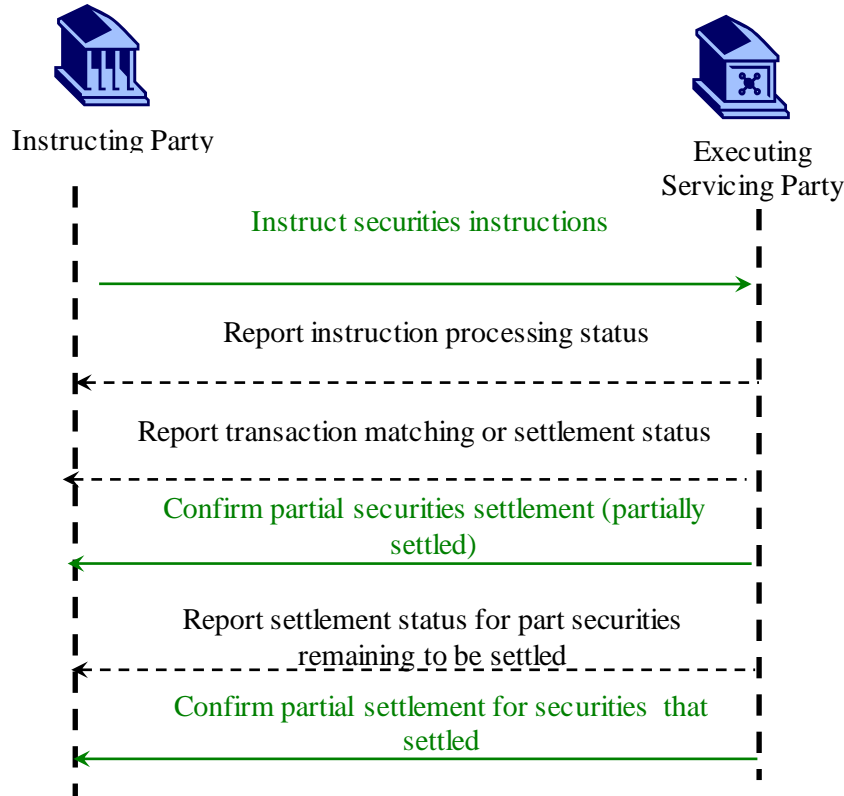 Instructing Party
Executing
Servicing Party
Instruct securities instructions
Report instruction processing status
Report transaction matching or settlement status
Confirm partial securities settlement (partially
settled)
Report settlement status for part securities
remaining to be settled
Confirm partial settlement for securities that
settled